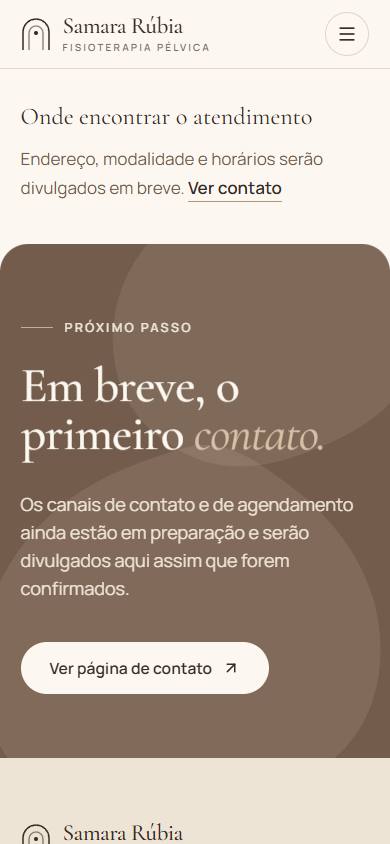 Samara Rúbia
FISIOTERAPIA PÉLVICA
Onde encontrar o atendimento
Endereço, modalidade e horários serão
divulgados em breve. Ver contato
PRÓXIMO PASSO
Em breve, o
primeiro contato.
Os canais de contato e de agendamento
ainda estão em preparação e serão
divulgados aqui assim que forem
confirmados.
Ver página de contato
Samara Rúbia